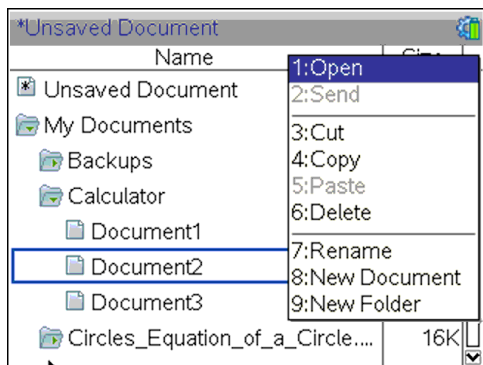 *Unsaved Document
Name
Unsaved Document
My Documents
Backups
Calculator
Document1
Document2
Document3
Circles_Equation_of_a_Circle.... 16K
1:Open
2:Send
3:Cut
4:Copy
5:Paste
6:Delete
7:Rename
8:New Document
9:New Folder